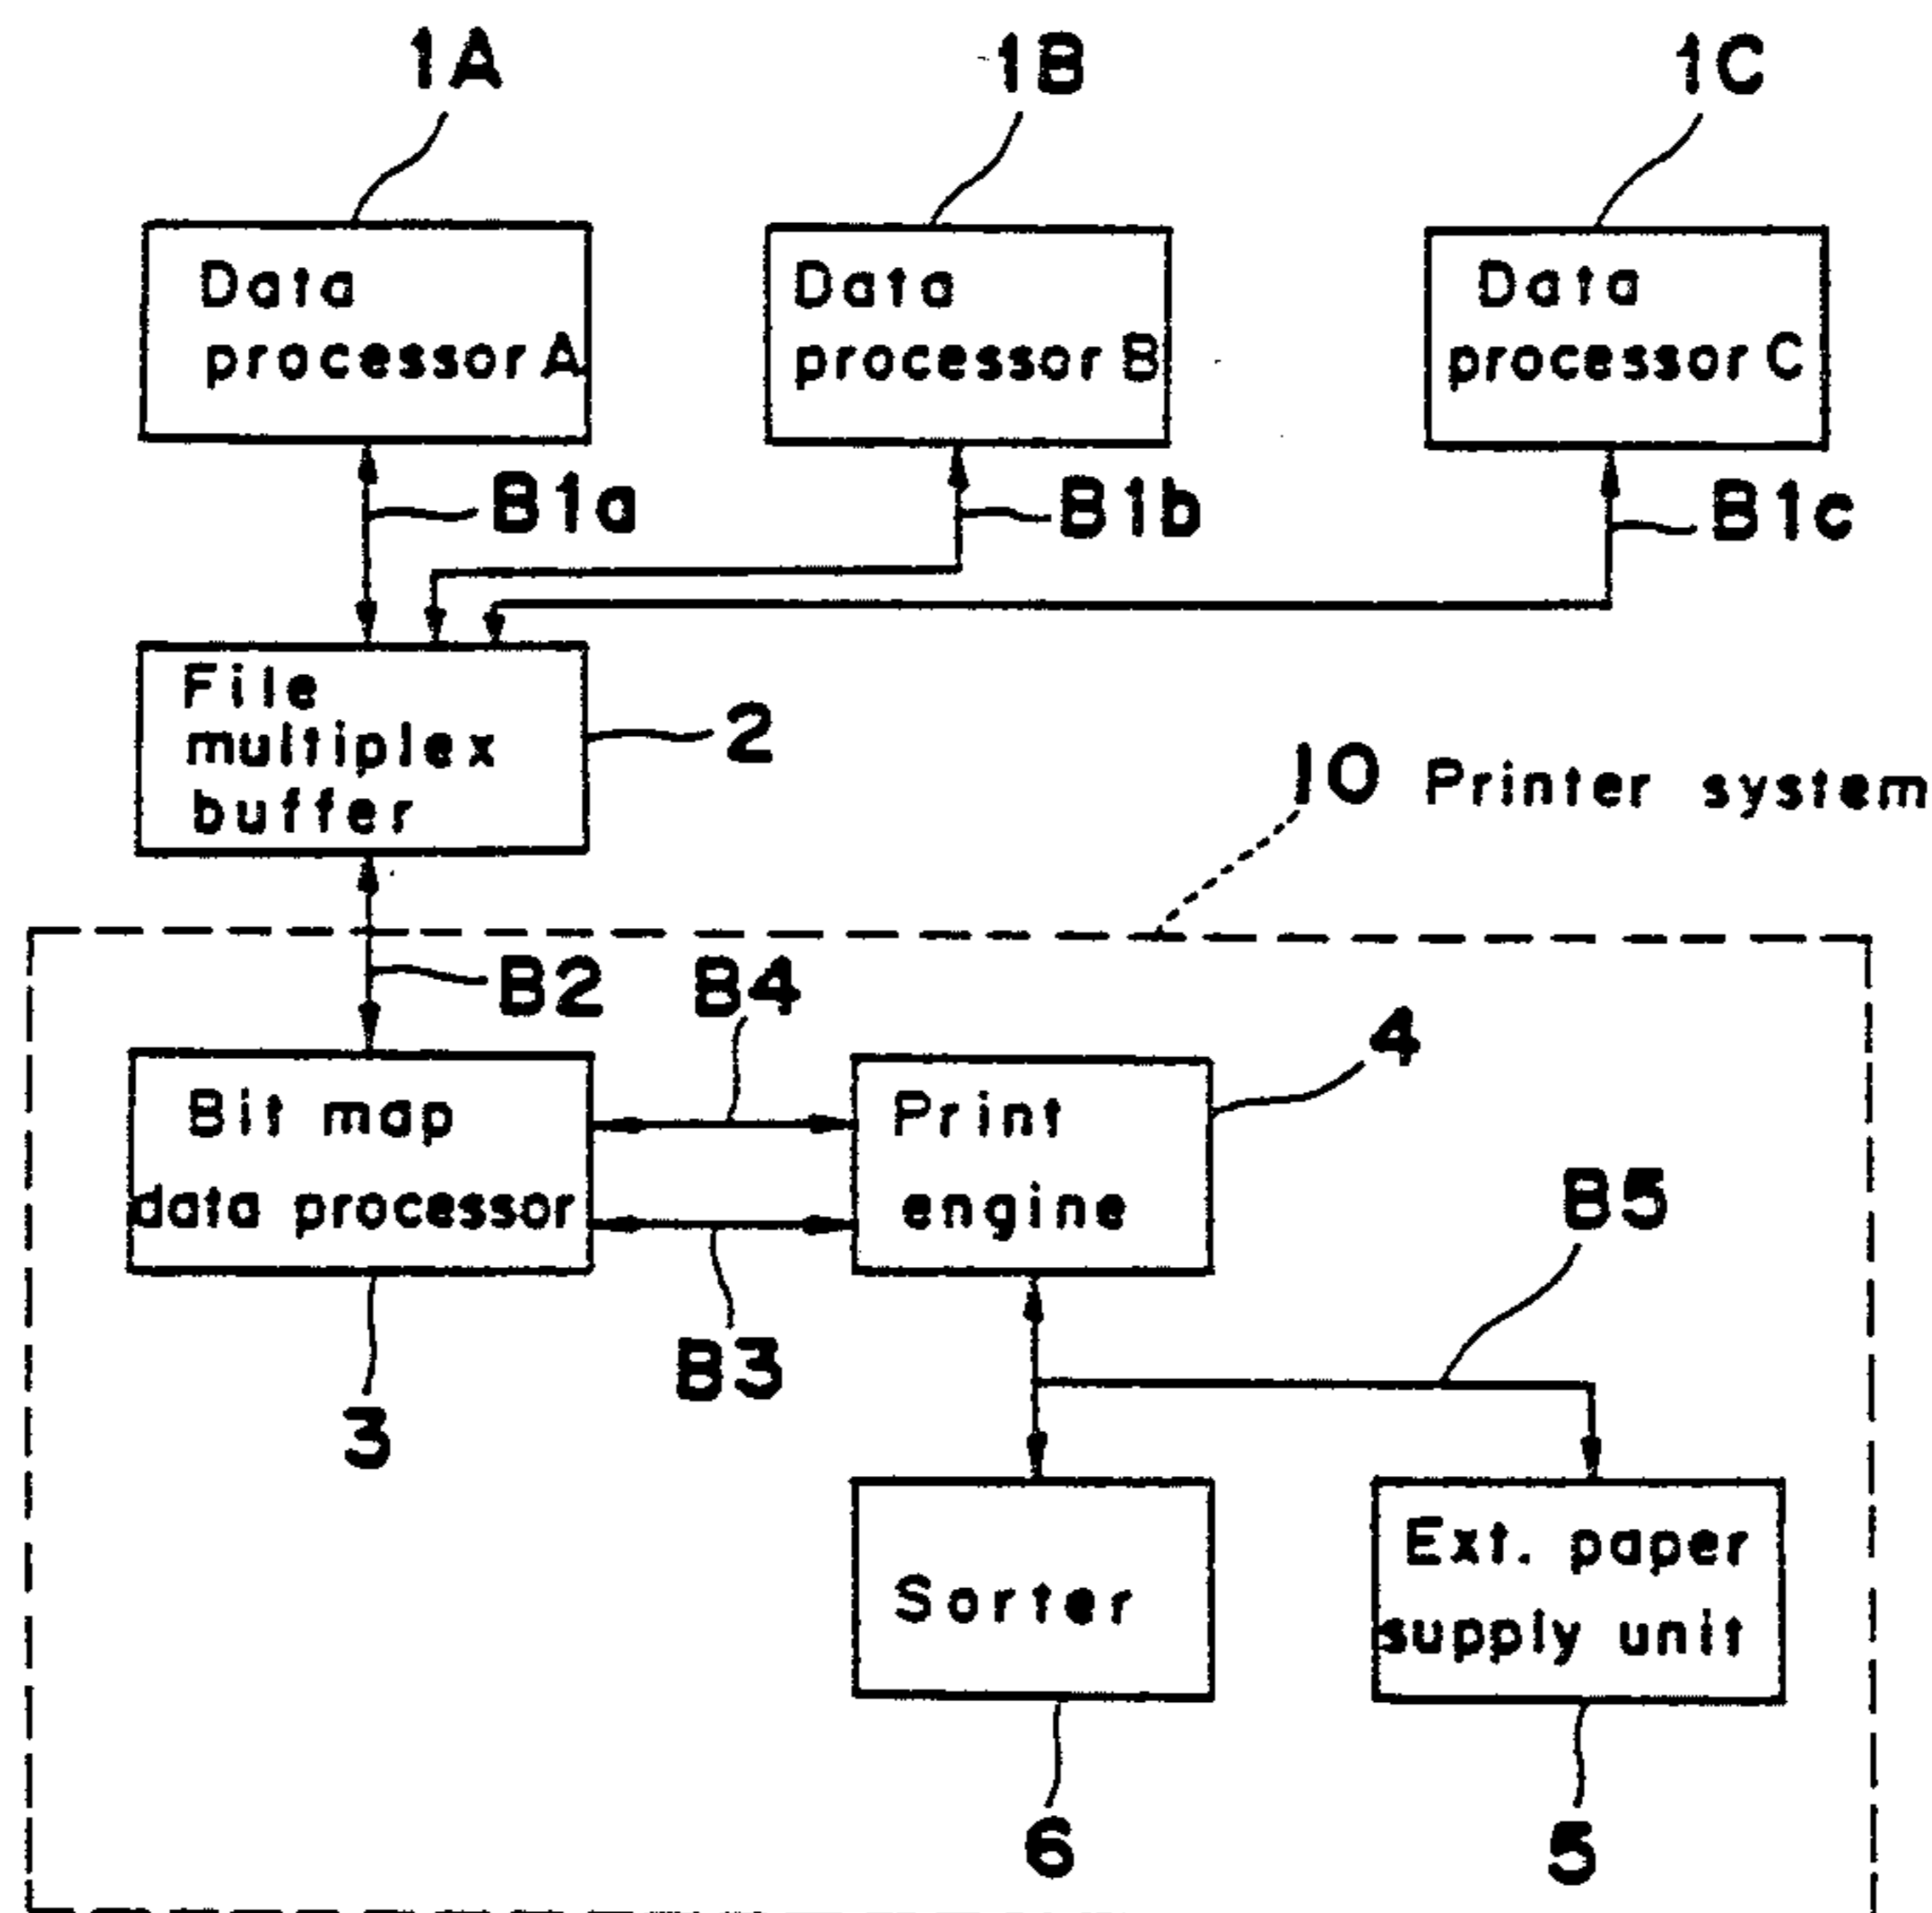 1A
1B
1C
Data
processor A
Data
processor B
Data
processor C
B1a
B1b
B1c
File
multiplex
buffer
2
10 Printer system
B2
B4
4
Bit map
data processor
Print
engine
B5
B3
3
Sorter
Ext. paper
supply unit
6
5